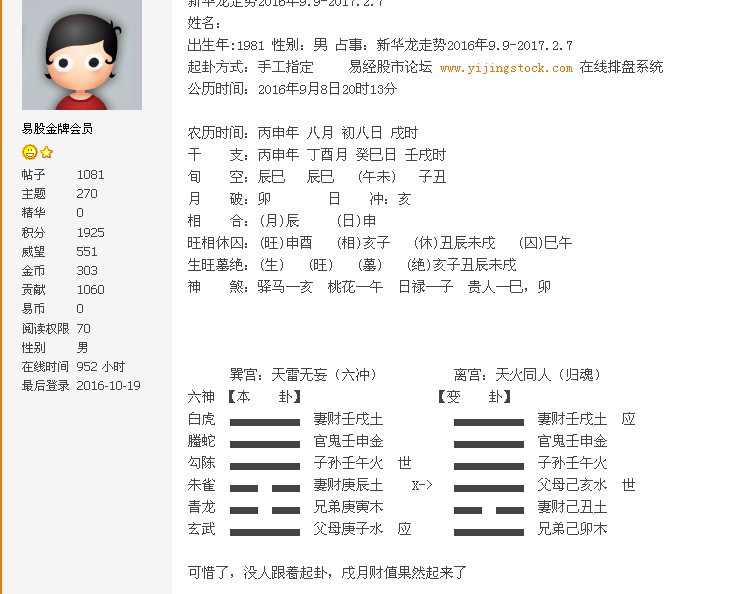 新华龙走势2016年9.9-2017.2.7
姓名：
出生年:1981 性别：男 占事：新华龙走势2016年9.9-2017.2.7
起卦方式：手工指定 易经股市论坛 www.yijingstock.com 在线排盘系统
公历时间：2016年9月8日20时13分
易股金牌会员
帖子 1081
主题 270
精华 0
积分 1925
威望 551
金币 303
贡献 1060
易币 0
阅读权限 70
性别 男
在线时间 952 小时
最后登录 2016-10-19
农历时间：丙申年 八月 初八日 戌时
干 支：丙申年 丁酉月 癸巳日 壬戌时
旬 空：辰巳 辰巳 (午未) 子丑
月 破：卯 日 冲：亥
相 合：(月)辰 (日)申
旺相休囚：(旺)申酉 (相)亥子 (休)丑辰未戌 (囚)巳午
生旺墓绝：(生) (旺) (墓) (绝)亥子丑辰未戌
神 煞：驿马—亥 桃花—午 日禄—子 贵人—巳，卯
巽宫：天雷无妄（六冲） 离宫：天火同人（归魂）
六神 【本 卦】 【变 卦】
白虎 妻财壬戌土 妻财壬戌土 应
螣蛇 官鬼壬申金 官鬼壬申金
勾陈 子孙壬午火 世 子孙壬午火
朱雀 妻财庚辰土 X-> 父母己亥水 世
青龙 兄弟庚寅木 妻财己丑土
玄武 父母庚子水 应 兄弟己卯木
可惜了，没人跟着起卦，戌月财值果然起来了